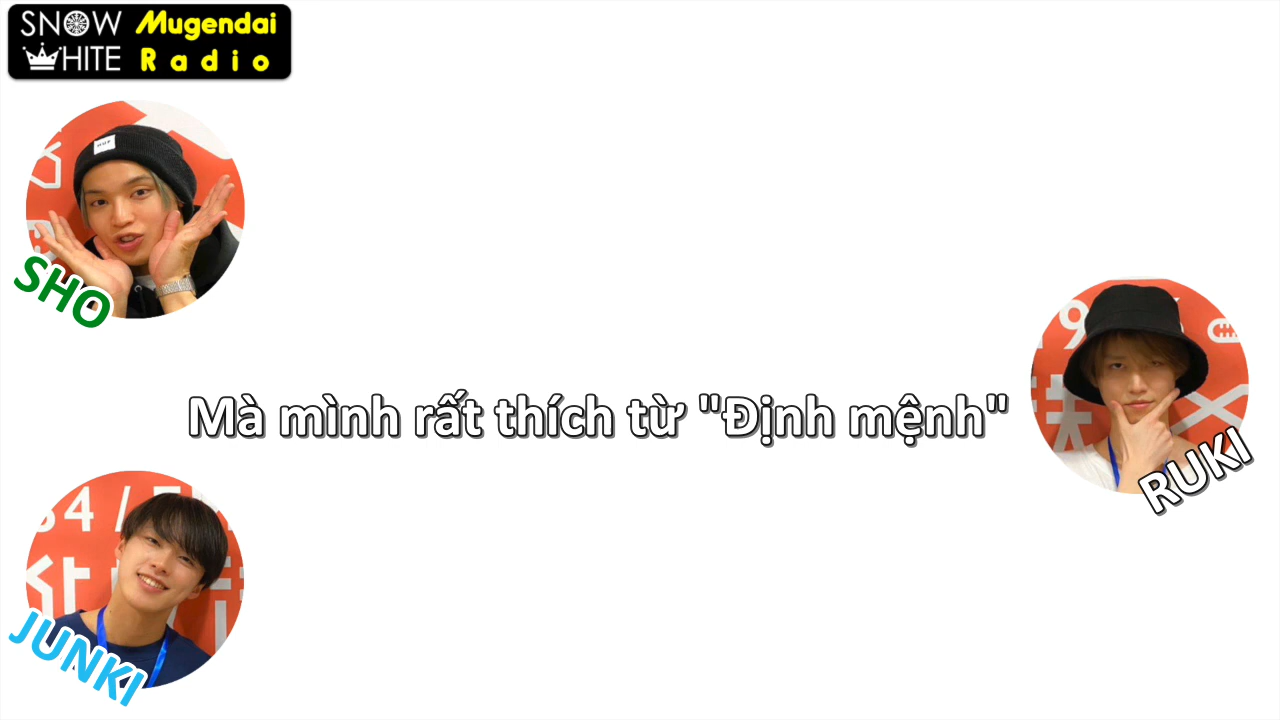 SNOW WHITE
Mugendai Radio
SHO
Mà mình rất thích từ "Định mệnh"
RUKI
JUNKI